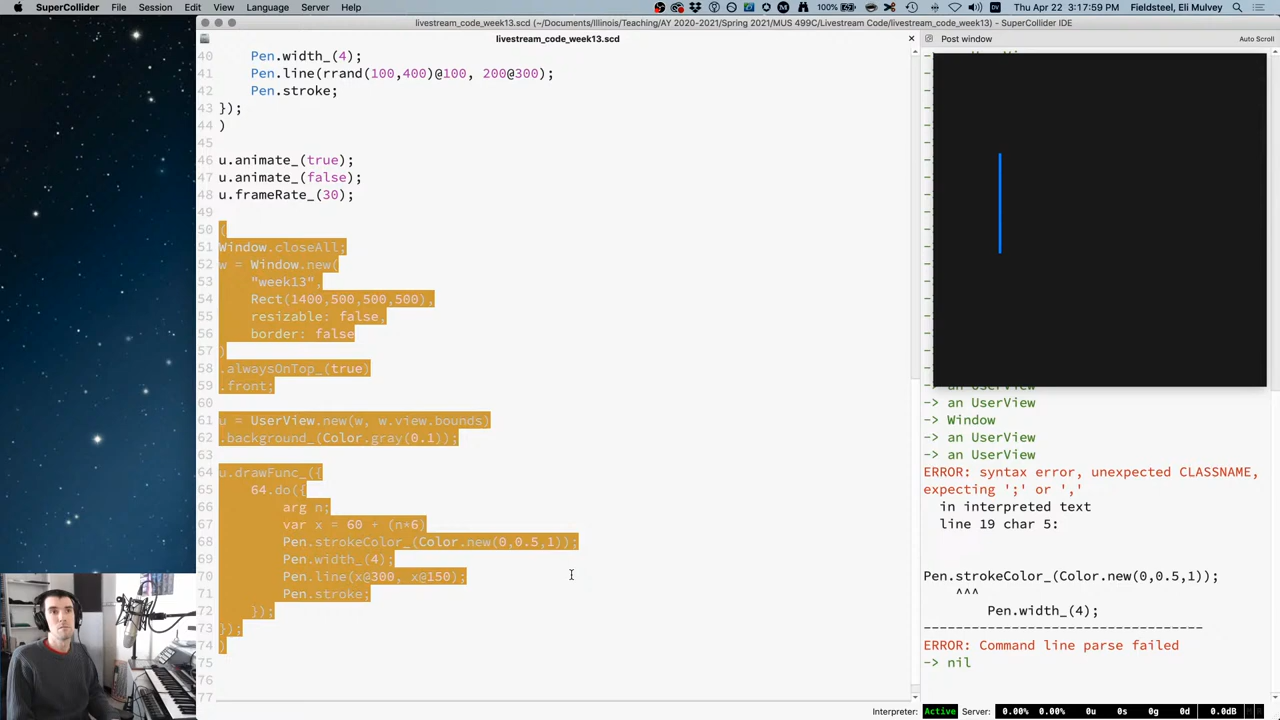 SuperCollider File Session Edit View Language Server Help 100% Sat Apr 24 3:17:59 PM Fieldsteel, Eli Mulvey
livestream_code_week13.scd (~/Documents/Illinois/Teaching/AY 2020-2021/Spring 2021/MUS 499C/Livestream Code/livestream_code_week13) - SuperCollider IDE
livestream_code_week13.scd
40 Pen.width_(4);
41 Pen.line(rrand(100,400)@100, 200@300);
42 Pen.stroke;
43 });
44 )
45
46 u.animate_(true);
47 u.animate_(false);
48 u.frameRate_(30);
49
50 (
51 Window.closeAll;
52 w = Window.new(
53 "week13",
54 Rect(1400,500,500,500),
55 resizable: false,
56 border: false
57 )
58 .alwaysOnTop_(true)
59 .front;
60
61 u = UserView.new(w, w.view.bounds)
62 .background_(Color.gray(0.1));
63
64 u.drawFunc_({
65 64.do({
66 arg n;
67 var x = 60 + (n*6)
68 Pen.strokeColor_(Color.new(0,0.5,1));
69 Pen.width_(4);
70 Pen.line(x@300, x@150);
71 Pen.stroke;
72 });
73 });
74 )
75
76
77
Post window Auto Scroll
-> an UserView
-> an UserView
-> Window
-> an UserView
-> an UserView
ERROR: syntax error, unexpected CLASSNAME,
expecting ';' or ','
in interpreted text
line 19 char 5:
Pen.strokeColor_(Color.new(0,0.5,1));
^^^
Pen.width_(4);
-----------------------------------
ERROR: Command line parse failed
-> nil
Interpreter: Active Server: 0.00% 0.00% 0u 0s 0g 0d 0.0dB